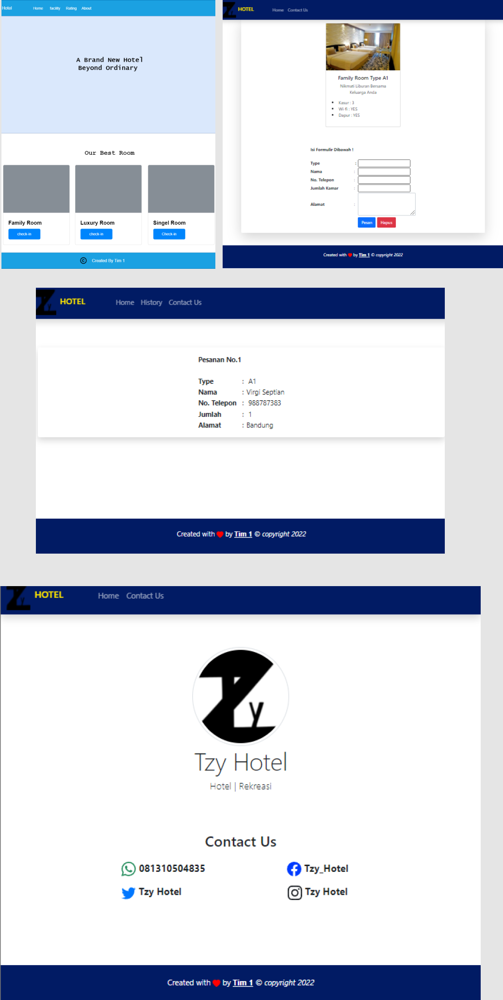 Hotel Home facility Rating About
A Brand New Hotel
Beyond Ordinary
Our Best Room
Family Room Luxury Room Singel Room
check-in check-in Check-in
© Created By Tim 1
Zy HOTEL Home Contact Us
Family Room Type A1
Nikmati Liburan Bersama
Keluarga Anda
• Kasur : 3
• Wi-fi : YES
• Dapur : YES
Isi Formulir Dibawah !
Type :
Nama :
No. Telepon :
Jumlah Kamar :
Alamat :
Pesan Hapus
Created with ❤ by Tim 1 © copyright 2022
Zy HOTEL Home History Contact Us
Pesanan No.1
Type : A1
Nama : Virgi Septian
No. Telepon : 988787383
Jumlah : 1
Alamat : Bandung
Created with ❤ by Tim 1 © copyright 2022
Zy HOTEL Home Contact Us
Zy
Tzy Hotel
Hotel | Rekreasi
Contact Us
081310504835 Tzy_Hotel
Tzy Hotel Tzy Hotel
Created with ❤ by Tim 1 © copyright 2022